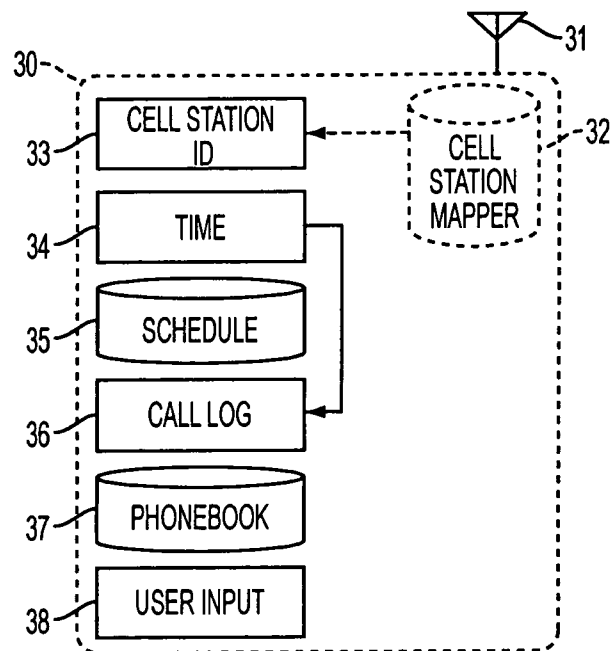 31
30
CELL STATION
ID
33
32
CELL
STATION
MAPPER
TIME
34
SCHEDULE
35
CALL LOG
36
PHONEBOOK
37
USER INPUT
38